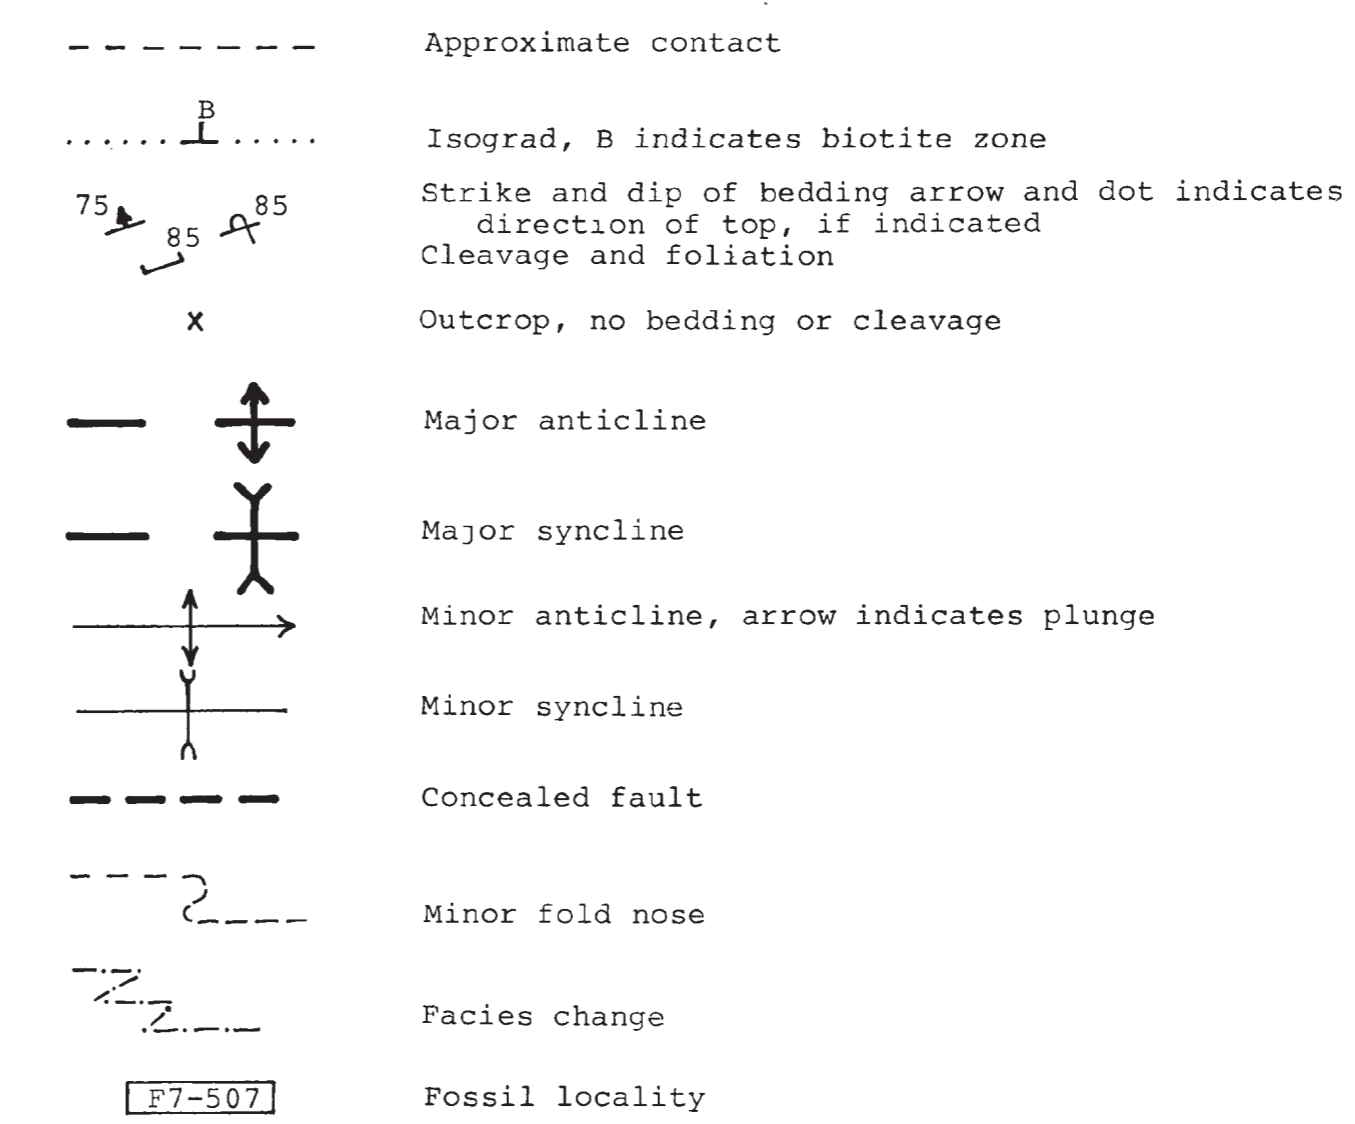 Approximate contact
B
Isograd, B indicates biotite zone
75 85 85
Strike and dip of bedding arrow and dot indicates
direction of top, if indicated
Cleavage and foliation
x
Outcrop, no bedding or cleavage
Major anticline
Major syncline
Minor anticline, arrow indicates plunge
Minor syncline
Concealed fault
Minor fold nose
Facies change
F7-507
Fossil locality